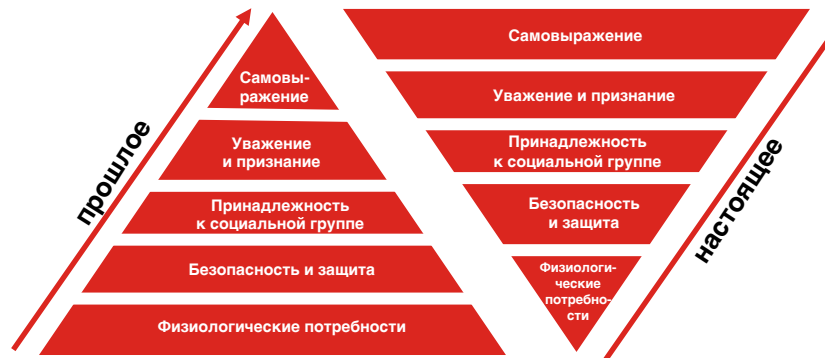 прошлое
Самовы-
ражение
Уважение
и признание
Принадлежность
к социальной группе
Безопасность и защита
Физиологические потребности
Самовыражение
Уважение и признание
Принадлежность
к социальной группе
Безопасность
и защита
Физиологи-
ческие
потребно-
сти
настоящее